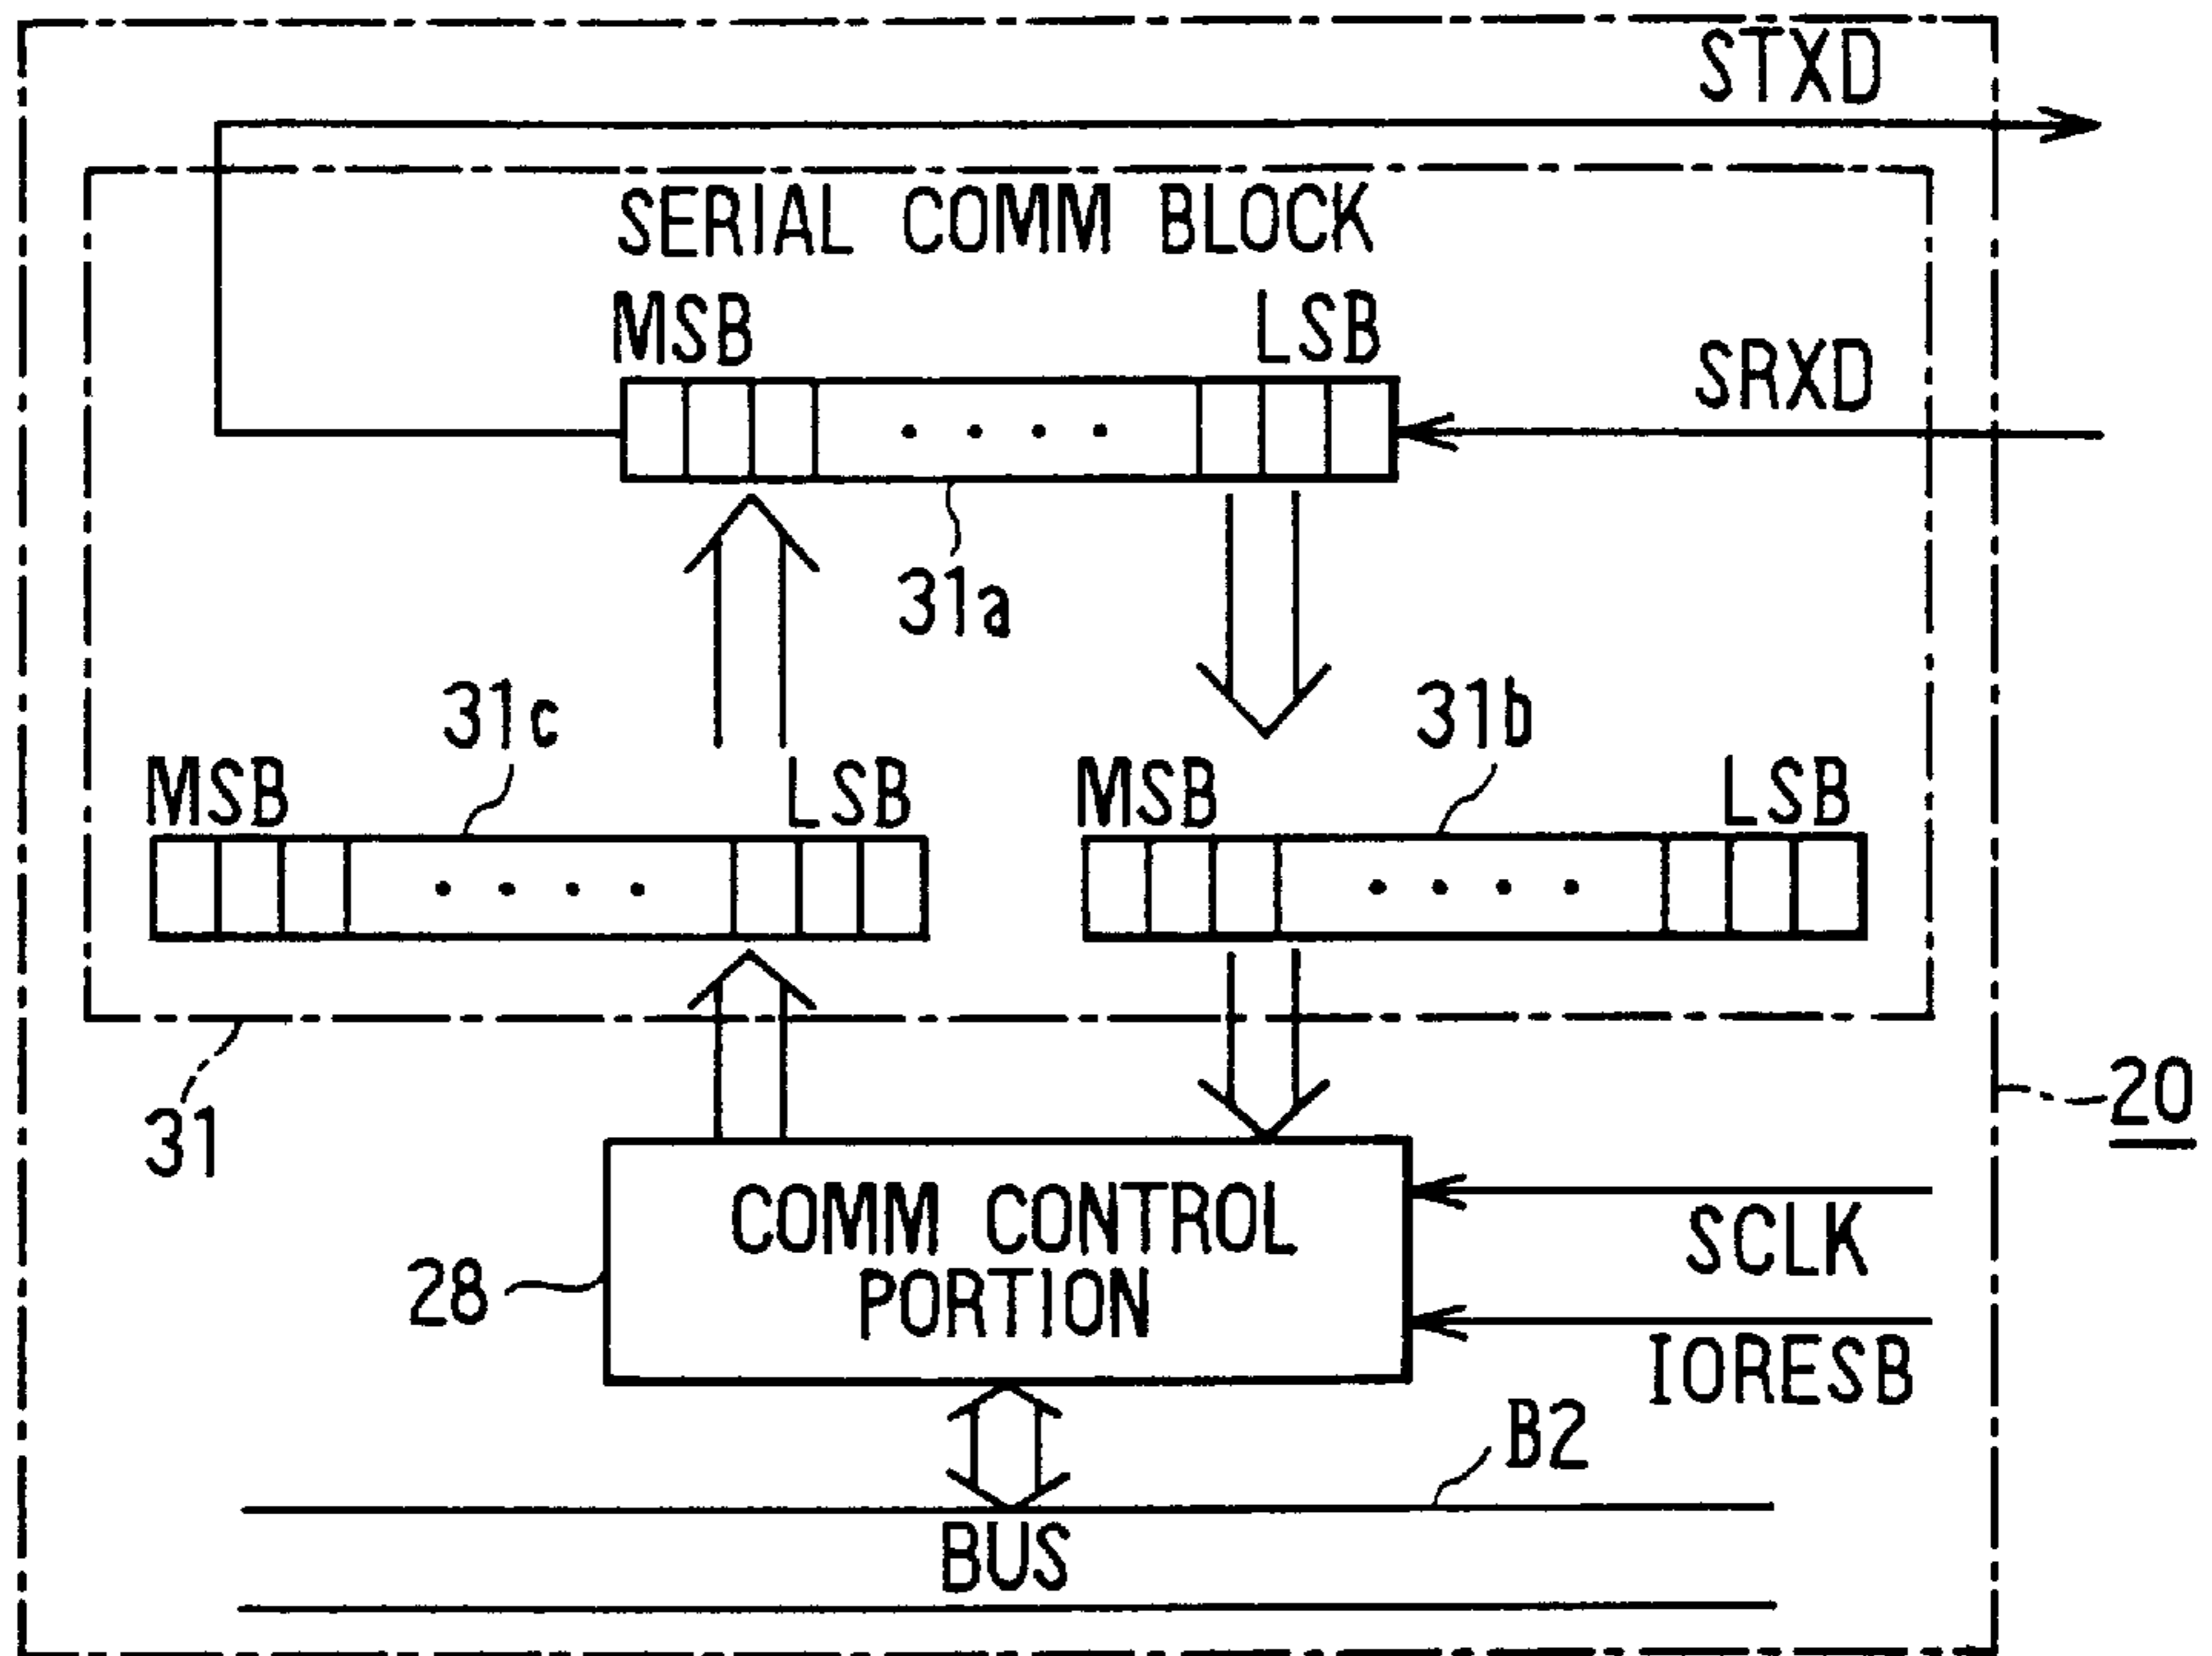 STXD
SERIAL COMM BLOCK
MSB LSB
SRXD
31a
31c
31b
MSB LSB
MSB LSB
31
20
COMM CONTROL
PORTION
28
SCLK
IORESB
B2
BUS